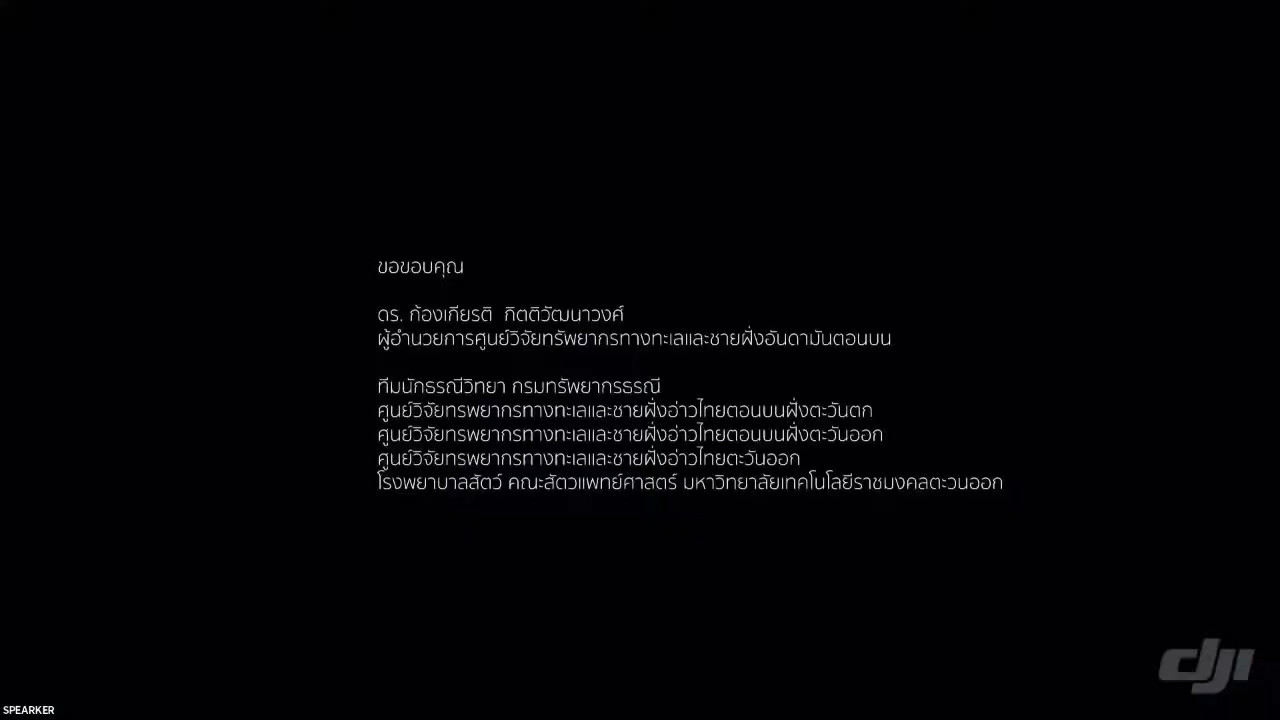 ขอขอบคุณ
ดร. ก้องเกียรติ กิตติวัฒนาวงศ์
ผู้อำนวยการศูนย์วิจัยทรัพยากรทางทะเลและชายฝั่งอันดามันตอนบน
ทีมนักธรณีวิทยา กรมทรัพยากรธรณี
ศูนย์วิจัยทรพยากรทางทะเลและชายฝั่งอ่าวไทยตอนบนฝั่งตะวันตก
ศูนย์วิจัยทรพยากรทางทะเลและชายฝั่งอ่าวไทยตอนบนฝั่งตะวันออก
ศูนย์วิจัยทรพยากรทางทะเลและชายฝั่งอ่าวไทยตะวันออก
โรงพยาบาลสัตว์ คณะสัตวแพทย์ศาสตร์ มหาวิทยาลัยเทคโนโลยีราชมงคลตะวนออก
dji
SPEARKER